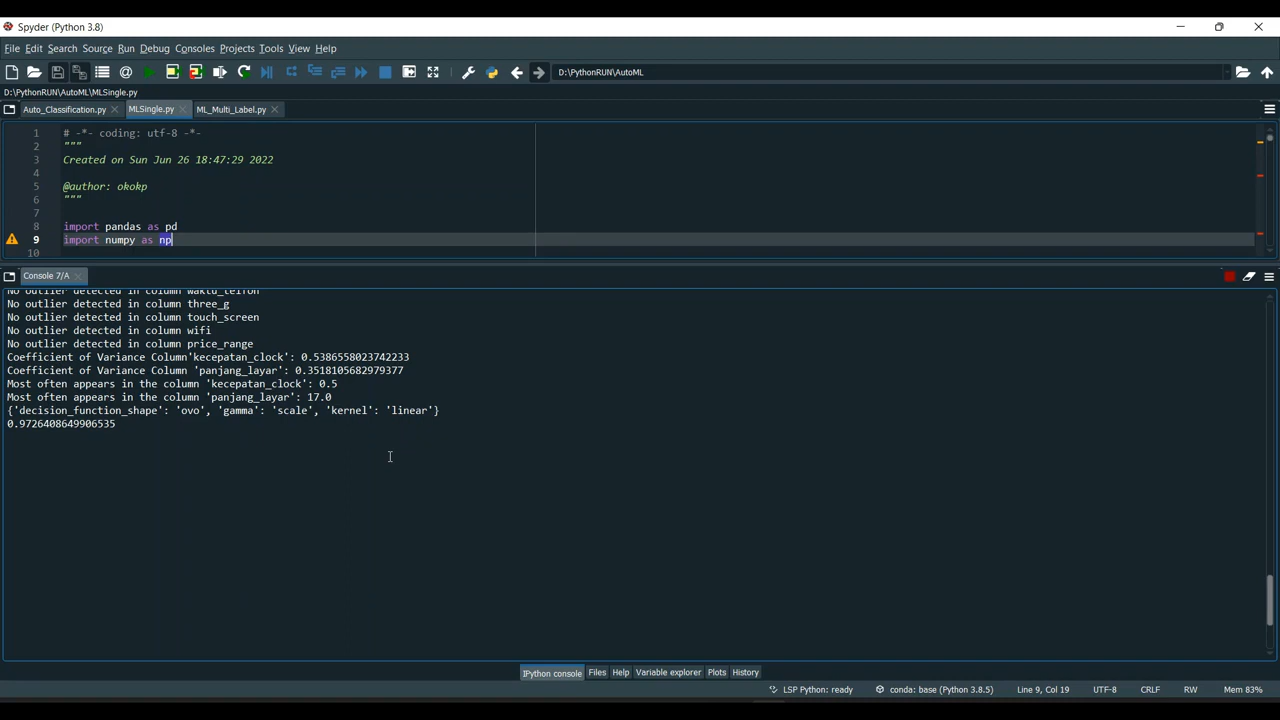 Spyder (Python 3.8)
File Edit Search Source Run Debug Consoles Projects Tools View Help
D:\PythonRUN\AutoML
D:\PythonRUN\AutoML\MLSingle.py
Auto_Classification.py MLSingle.py ML_Multi_Label.py
1 # -*- coding: utf-8 -*-
2 """
3 Created on Sun Jun 26 18:47:29 2022
4
5 @author: okokp
6 """
7
8 import pandas as pd
9 import numpy as np
10
Console 7/A
No outlier detected in column waktu_telfon
No outlier detected in column three_g
No outlier detected in column touch_screen
No outlier detected in column wifi
No outlier detected in column price_range
Coefficient of Variance Column'kecepatan_clock': 0.5386558023742233
Coefficient of Variance Column 'panjang_layar': 0.3518105682979377
Most often appears in the column 'kecepatan_clock': 0.5
Most often appears in the column 'panjang_layar': 17.0
{'decision_function_shape': 'ovo', 'gamma': 'scale', 'kernel': 'linear'}
0.9726408649906535
IPython console Files Help Variable explorer Plots History
LSP Python: ready conda: base (Python 3.8.5) Line 9, Col 19 UTF-8 CRLF RW Mem 83%